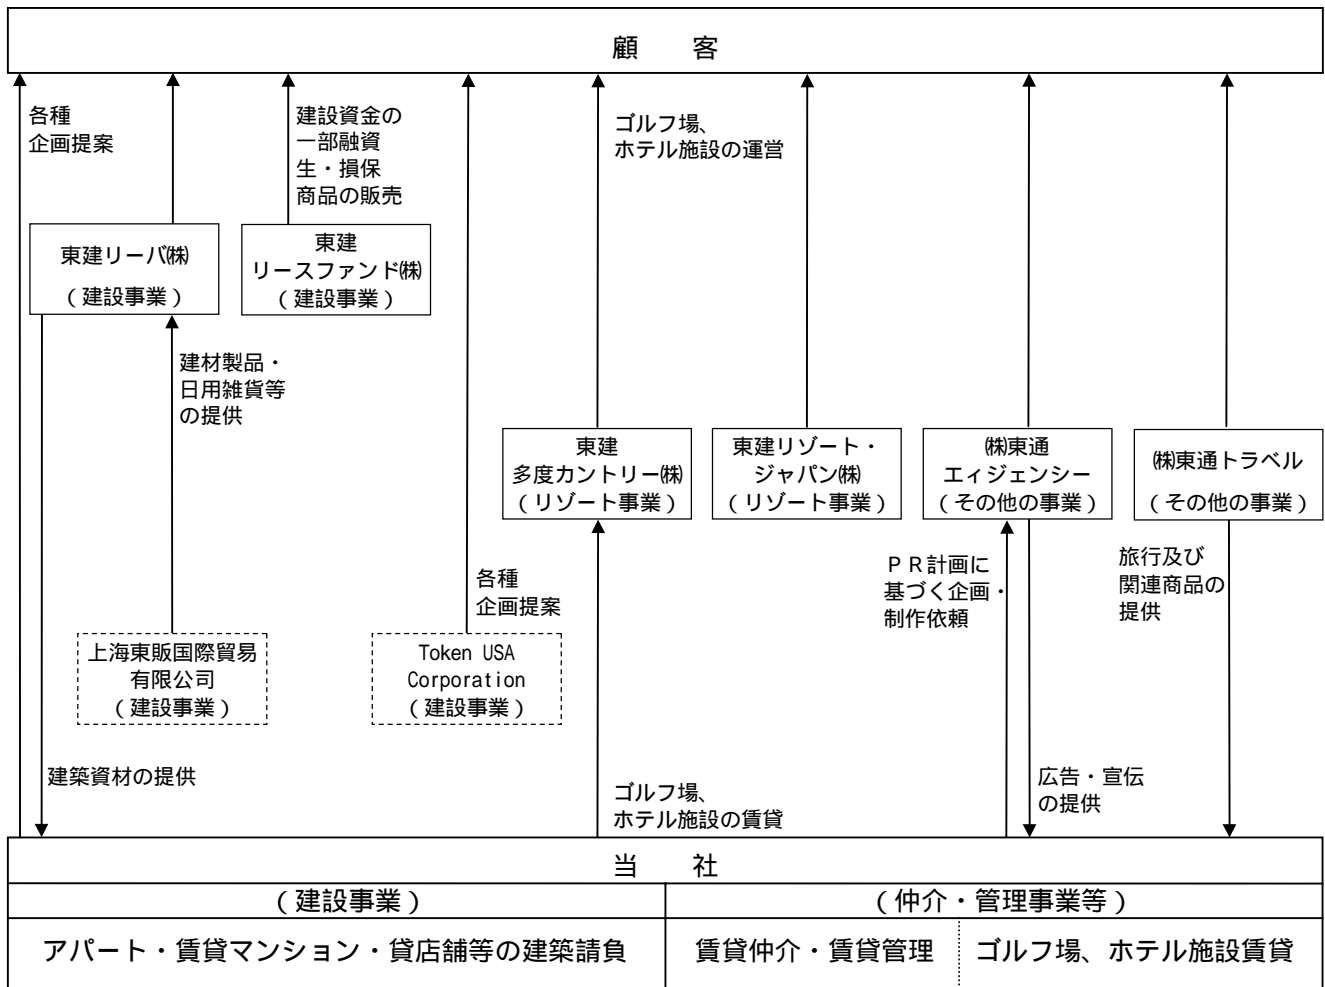 顧　　客
各種
企画提案
建設資金の
一部融資
生・損保
商品の販売
ゴルフ場、
ホテル施設の運営
東建リーバ㈱
(建設事業)
東建
リースファンド㈱
(建設事業)
建材製品・
日用雑貨等
の提供
東建
多度カントリー㈱
(リゾート事業)
東建リゾート・
ジャパン㈱
(リゾート事業)
㈱東通
エィジェンシー
(その他の事業)
㈱東通トラベル
(その他の事業)
各種
企画提案
ＰＲ計画に
基づく企画・
制作依頼
旅行及び
関連商品の
提供
上海東販国際貿易
有限公司
(建設事業)
Token USA
Corporation
(建設事業)
建築資材の提供
ゴルフ場、
ホテル施設の賃貸
広告・宣伝
の提供
当　　社
(建設事業)
(仲介・管理事業等)
アパート・賃貸マンション・貸店舗等の建築請負
賃貸仲介・賃貸管理
ゴルフ場、ホテル施設賃貸